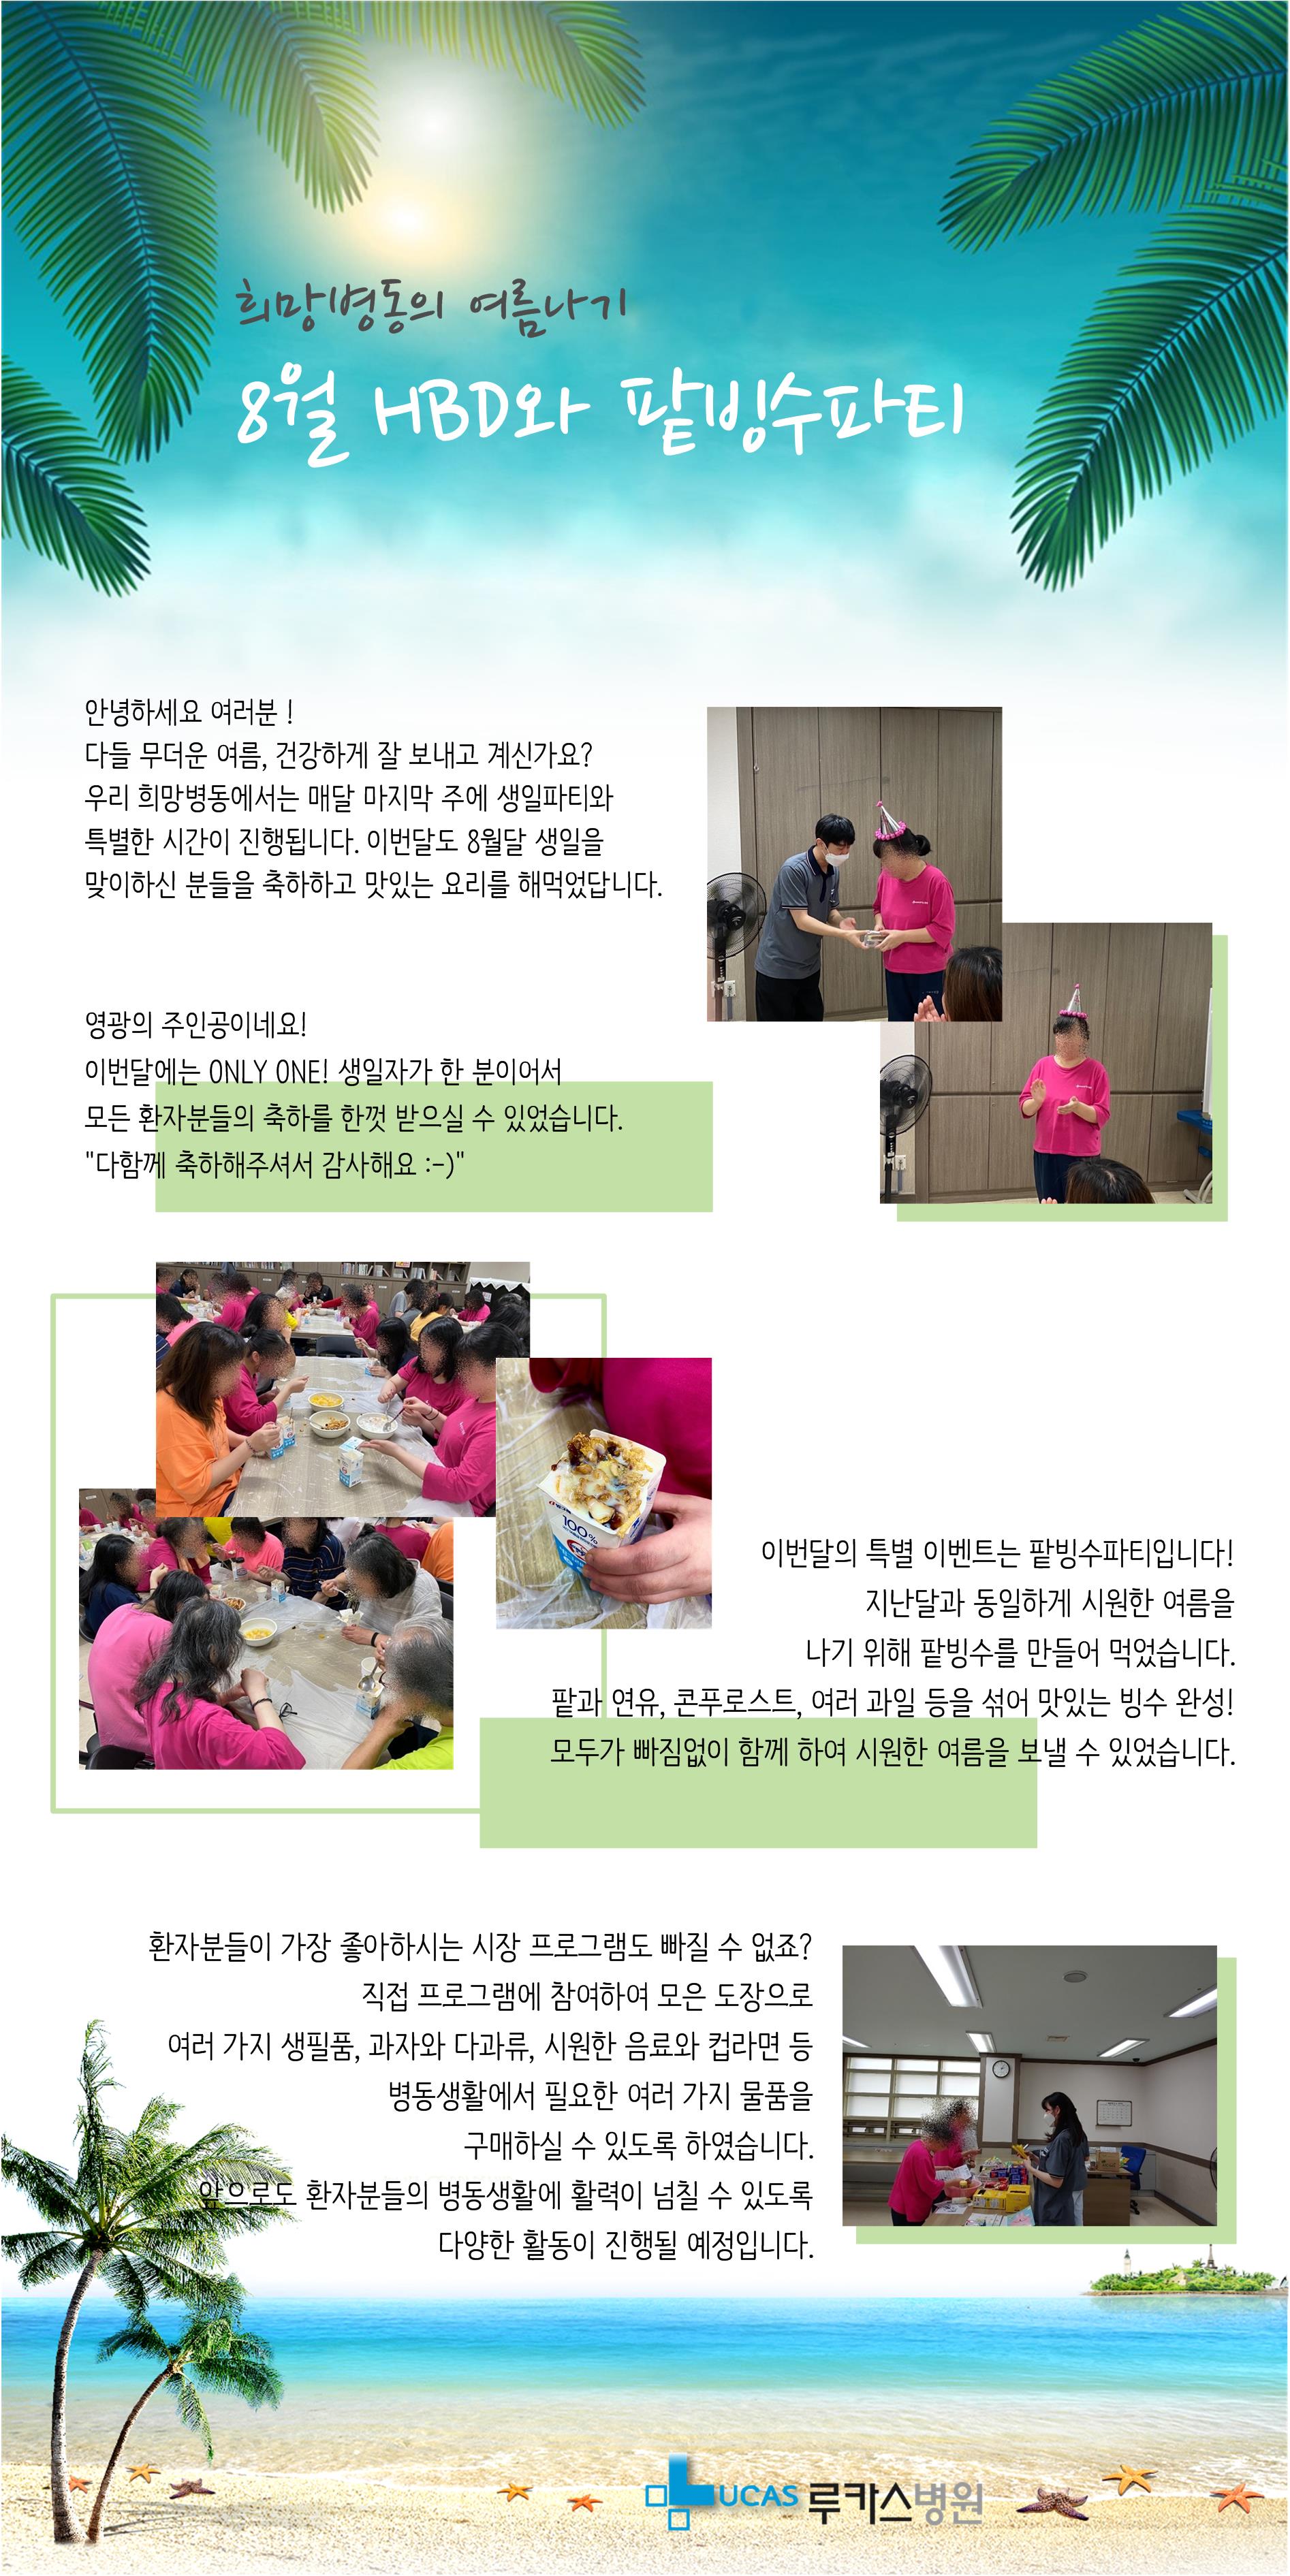 희망병동의 여름나기
8월 HBD와 팥빙수파티
안녕하세요 여러분 !
다들 무더운 여름, 건강하게 잘 보내고 계신가요?
우리 희망병동에서는 매달 마지막 주에 생일파티와
특별한 시간이 진행됩니다. 이번달도 8월달 생일을
맞이하신 분들을 축하하고 맛있는 요리를 해먹었답니다.
영광의 주인공이네요!
이번달에는 ONLY ONE! 생일자가 한 분이어서
모든 환자분들의 축하를 한껏 받으실 수 있었습니다.
"다함께 축하해주셔서 감사해요 :-)"
100%
이번달의 특별 이벤트는 팥빙수파티입니다!
지난달과 동일하게 시원한 여름을
나기 위해 팥빙수를 만들어 먹었습니다.
팥과 연유, 콘푸로스트, 여러 과일 등을 섞어 맛있는 빙수 완성!
모두가 빠짐없이 함께 하여 시원한 여름을 보낼 수 있었습니다.
환자분들이 가장 좋아하시는 시장 프로그램도 빠질 수 없죠?
직접 프로그램에 참여하여 모은 도장으로
여러 가지 생필품, 과자와 다과류, 시원한 음료와 컵라면 등
병동생활에서 필요한 여러 가지 물품을
구매하실 수 있도록 하였습니다.
앞으로도 환자분들의 병동생활에 활력이 넘칠 수 있도록
다양한 활동이 진행될 예정입니다.
LUCAS 루카스병원